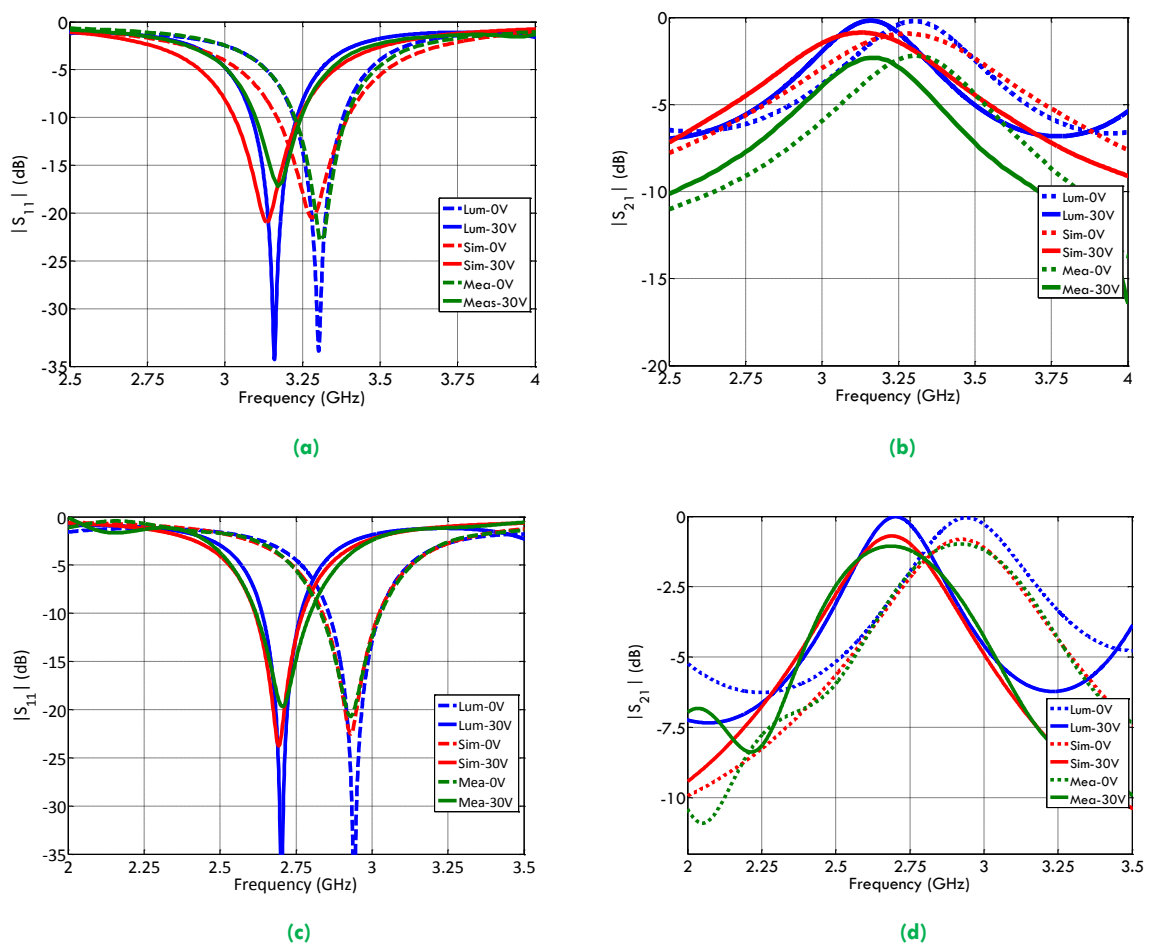 |S11| (dB)
0
-5
-10
-15
-20
-25
-30
-35
2.5 2.75 3 3.25 3.5 3.75 4
Frequency (GHz)
Lum-0V
Lum-30V
Sim-0V
Sim-30V
Mea-0V
Meas-30V
(a)
|S21| (dB)
0
-5
-10
-15
-20
2.5 2.75 3 3.25 3.5 3.75 4
Frequency (GHz)
Lum-0V
Lum-30V
Sim-0V
Sim-30V
Mea-0V
Mea-30V
(b)
|S11| (dB)
0
-5
-10
-15
-20
-25
-30
-35
2 2.25 2.5 2.75 3 3.25 3.5
Frequency (GHz)
Lum-0V
Lum-30V
Sim-0V
Sim-30V
Mea-0V
Mea-30V
(c)
|S21| (dB)
0
-2.5
-5
-7.5
-10
2 2.25 2.5 2.75 3 3.25 3.5
Frequency (GHz)
Lum-0V
Lum-30V
Sim-0V
Sim-30V
Mea-0V
Mea-30V
(d)